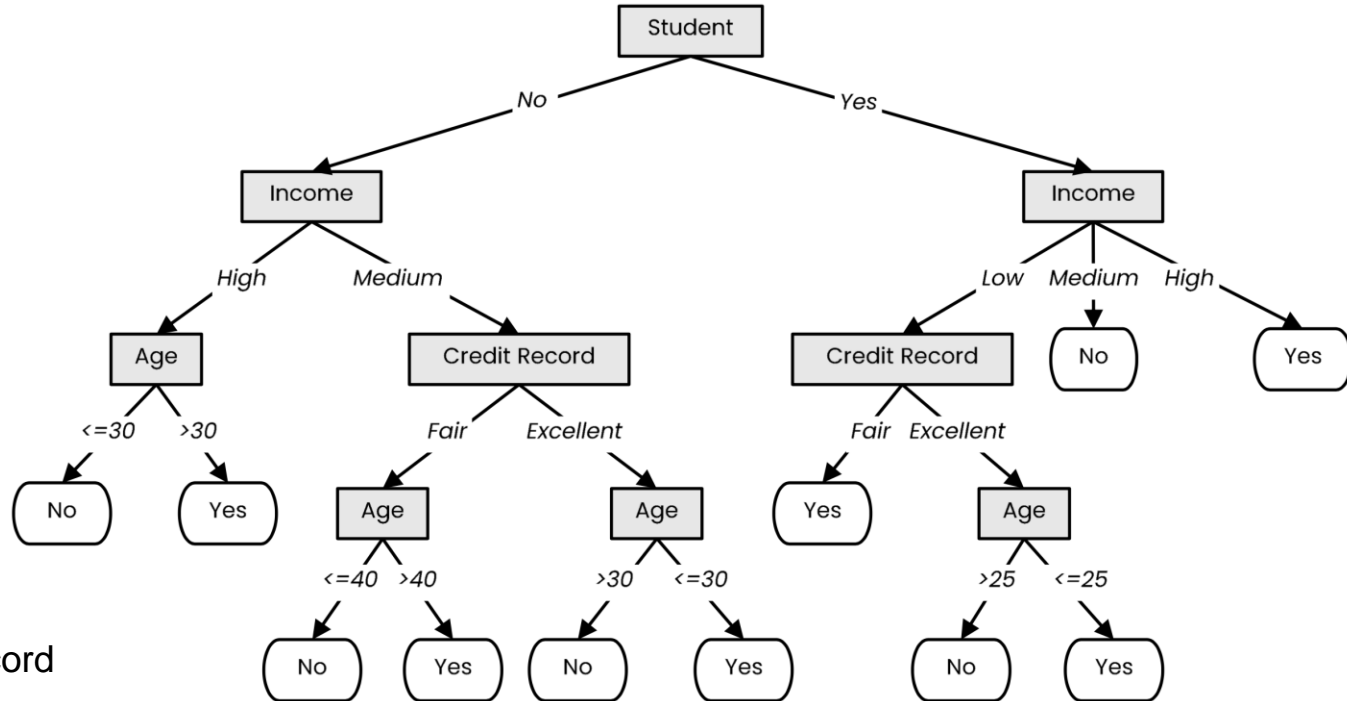 Student
No Yes
Income Income
High Medium Low Medium High
Age Credit Record Credit Record No Yes
<=30 >30 Fair Excellent Fair Excellent
No Yes Age Age Yes Age
<=40 >40 >30 <=30 >25 <=25
No Yes No Yes No Yes